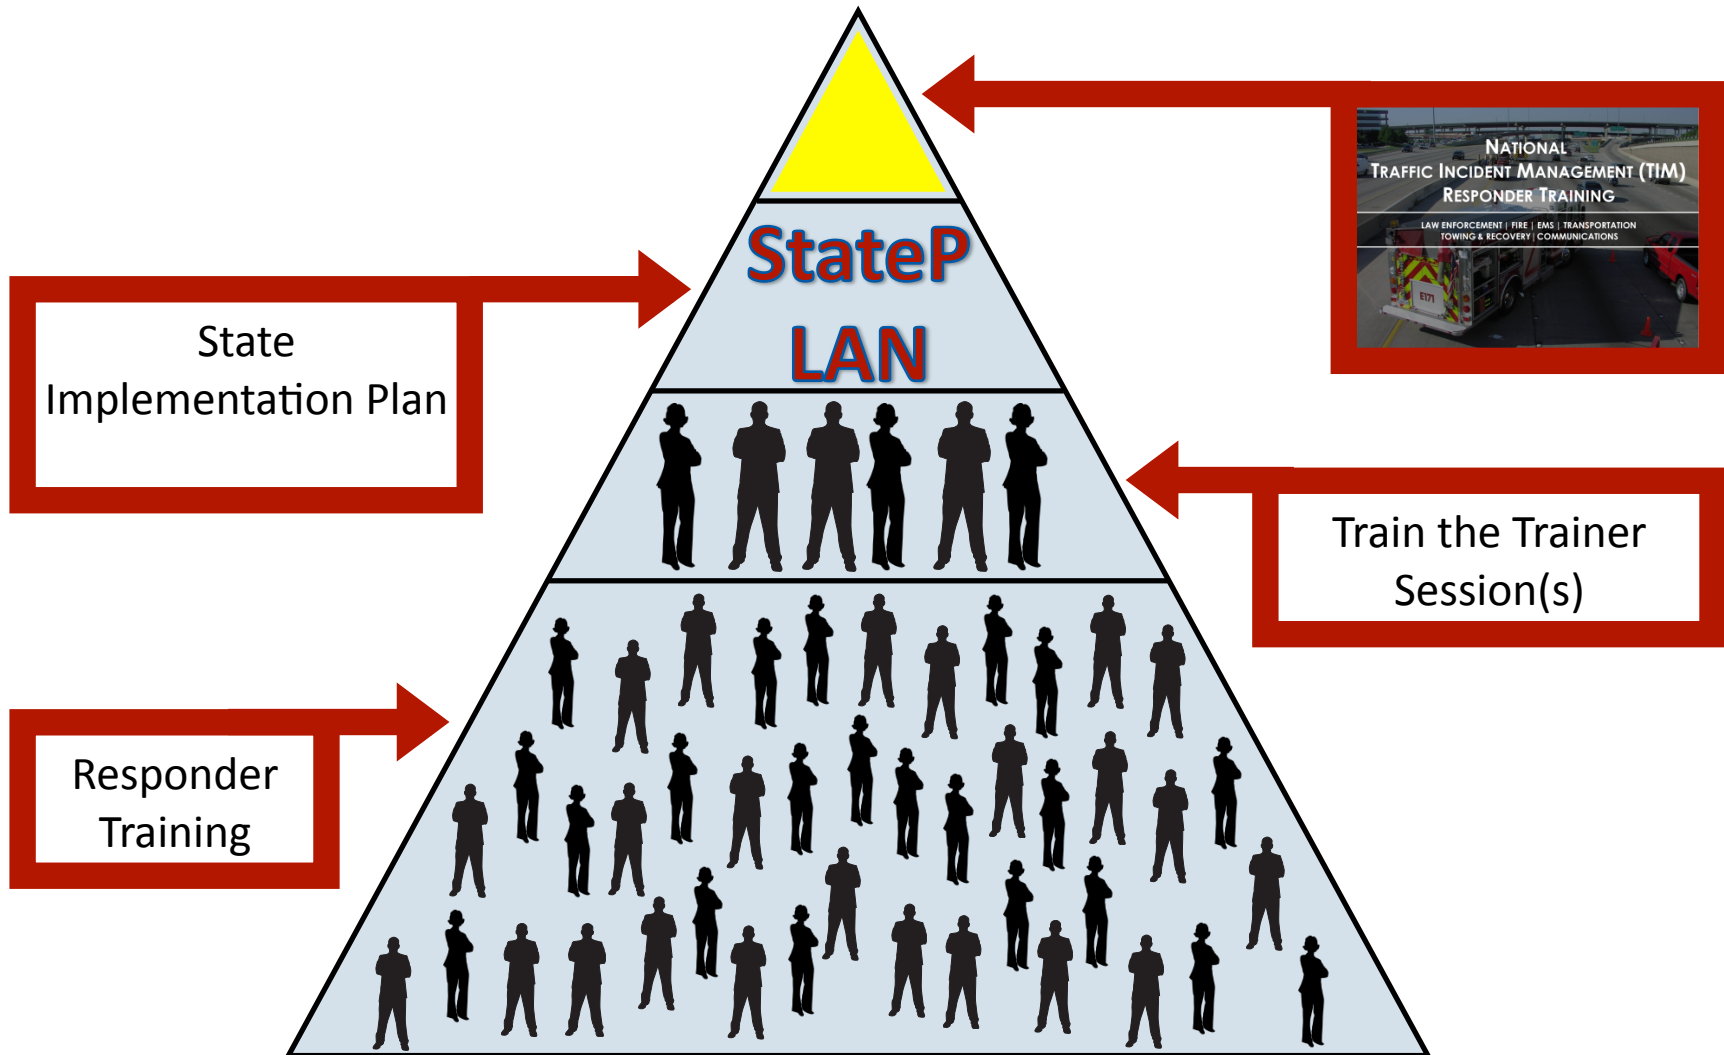 NATIONAL
TRAFFIC INCIDENT MANAGEMENT (TIM)
RESPONDER TRAINING
LAW ENFORCEMENT | FIRE | EMS | TRANSPORTATION
TOWING & RECOVERY | COMMUNICATIONS
E171
StateP
LAN
State
Implementation Plan
Train the Trainer
Session(s)
Responder
Training